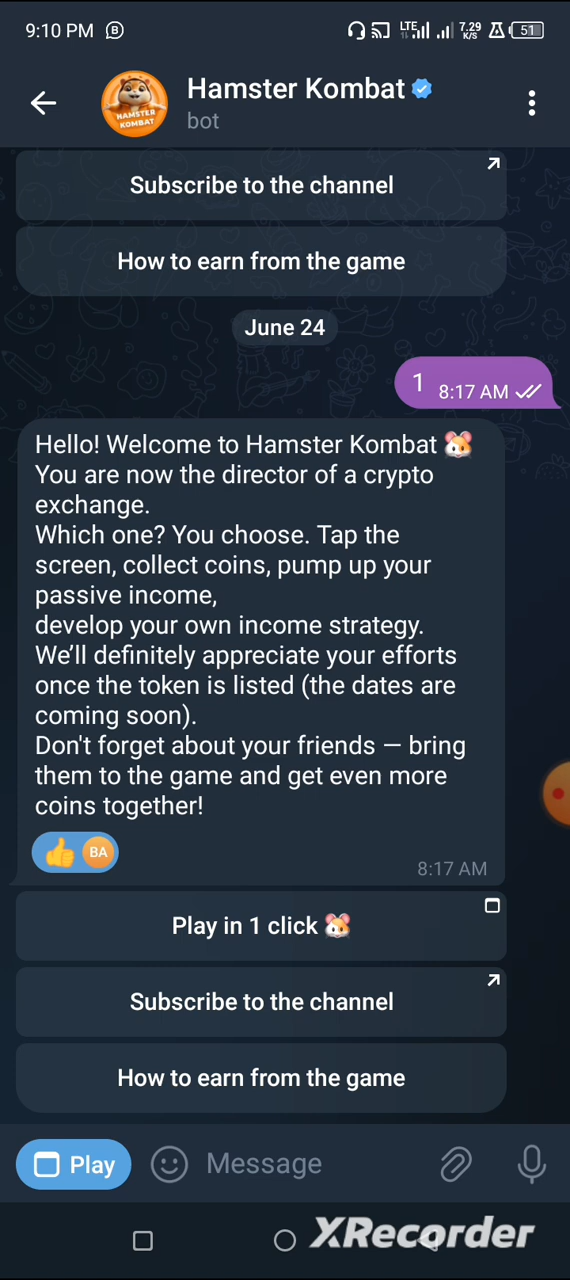 9:10 PM
LTE
7.29
K/S
51
HAMSTER
KOMBAT
Hamster Kombat
bot
Subscribe to the channel
How to earn from the game
June 24
1 8:17 AM
Hello! Welcome to Hamster Kombat 🐹
You are now the director of a crypto
exchange.
Which one? You choose. Tap the
screen, collect coins, pump up your
passive income,
develop your own income strategy.
We’ll definitely appreciate your efforts
once the token is listed (the dates are
coming soon).
Don't forget about your friends — bring
them to the game and get even more
coins together!
👍 BA
8:17 AM
Play in 1 click 🐹
Subscribe to the channel
How to earn from the game
Play
Message
XRecorder